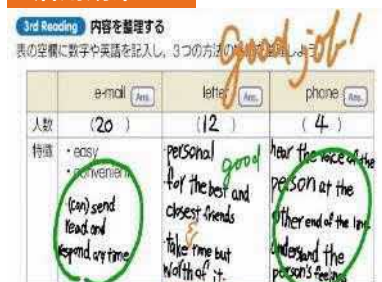 3rd Reading 内容を整理する
表の空欄に数字や英語を記入し、3つの方法の
good job!
e-mail Ans.
letter Ans.
phone Ans.
人数
(20)
(12)
(4)
特徴
・easy
・convenient
(can) send
read and
respond any time
・personal
good
for the best and
closest friends
・take time but
worth of it.
hear the voice of the
person at the
other end of the line
understand the
person's feelings